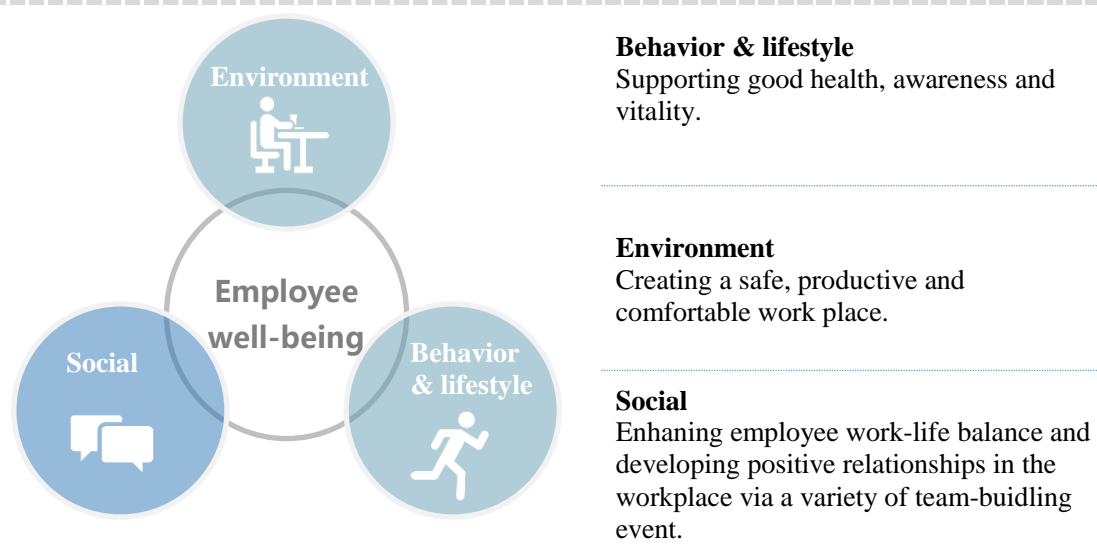 Environment
Employee
well-being
Social
Behavior
& lifestyle
Behavior & lifestyle
Supporting good health, awareness and
vitality.
Environment
Creating a safe, productive and
comfortable work place.
Social
Enhaning employee work-life balance and
developing positive relationships in the
workplace via a variety of team-buidling
event.